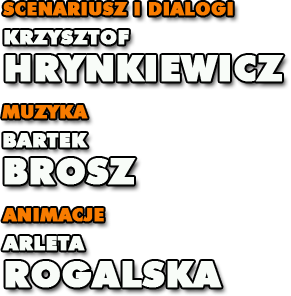 SCENARIUSZ I DIALOGI
KRZYSZTOF
HRYNKIEWICZ
MUZYKA
BARTEK
BROSZ
ANIMACJE
ARLETA
ROGALSKA